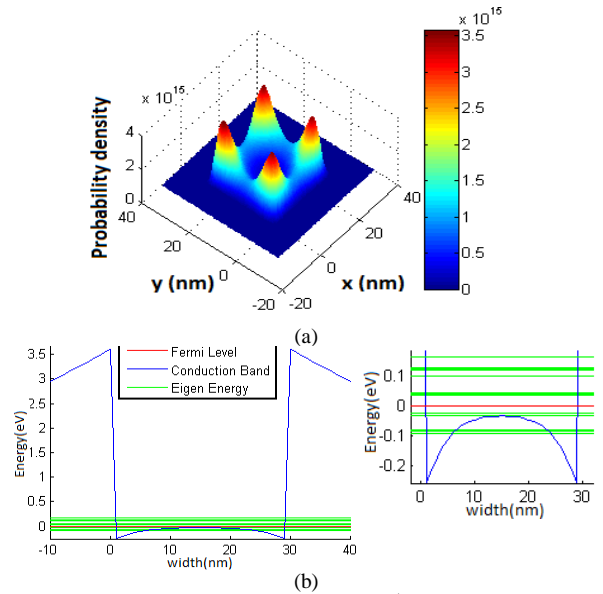 x 10^15
3.5
3
2.5
2
1.5
1
0.5
0
x 10^15
4
2
0
Probability density
40
20
0
-20
y (nm)
-20
0
20
40
x (nm)
(a)
Fermi Level
Conduction Band
Eigen Energy
3.5
3
2.5
2
1.5
1
0.5
0
Energy(eV)
-10
0
10
20
30
40
width(nm)
0.1
0
-0.1
-0.2
Energy(eV)
0
10
20
30
width(nm)
(b)